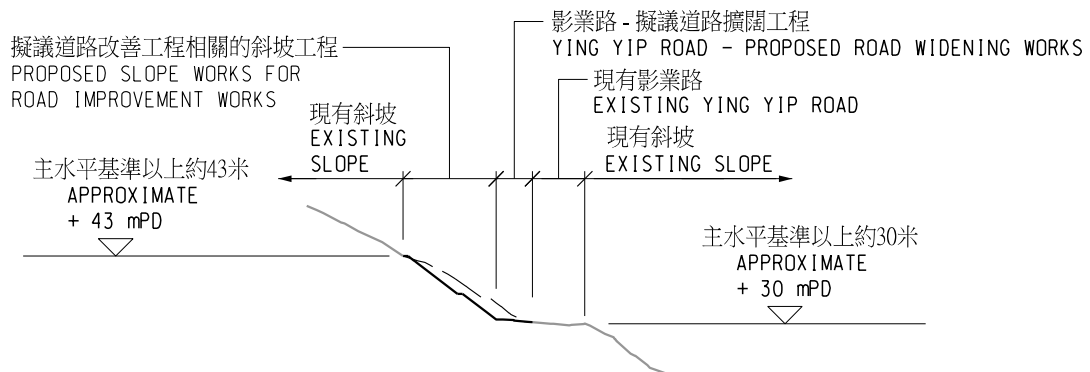 影業路 - 擬議道路擴闊工程
YING YIP ROAD - PROPOSED ROAD WIDENING WORKS
擬議道路改善工程相關的斜坡工程
PROPOSED SLOPE WORKS FOR
ROAD IMPROVEMENT WORKS
現有影業路
EXISTING YING YIP ROAD
現有斜坡
EXISTING
SLOPE
現有斜坡
EXISTING SLOPE
主水平基準以上約43米
APPROXIMATE
+ 43 mPD
主水平基準以上約30米
APPROXIMATE
+ 30 mPD